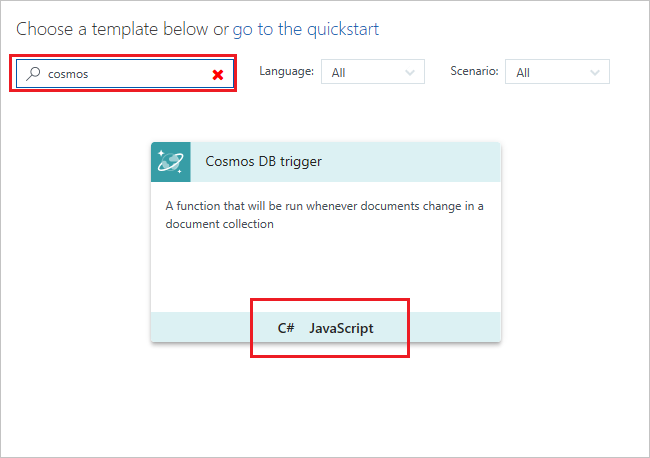 Choose a template below or go to the quickstart
cosmos
Language: All
Scenario: All
Cosmos DB trigger
A function that will be run whenever documents change in a
document collection
C# JavaScript